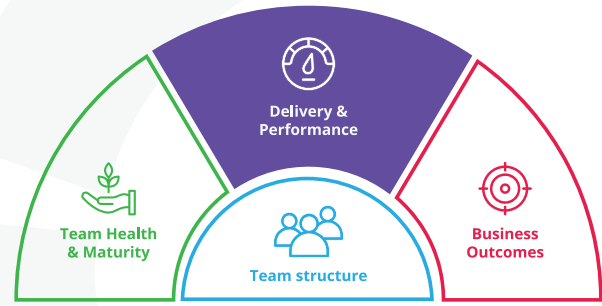 Delivery &
Performance
Team Health
& Maturity
Team structure
Business
Outcomes